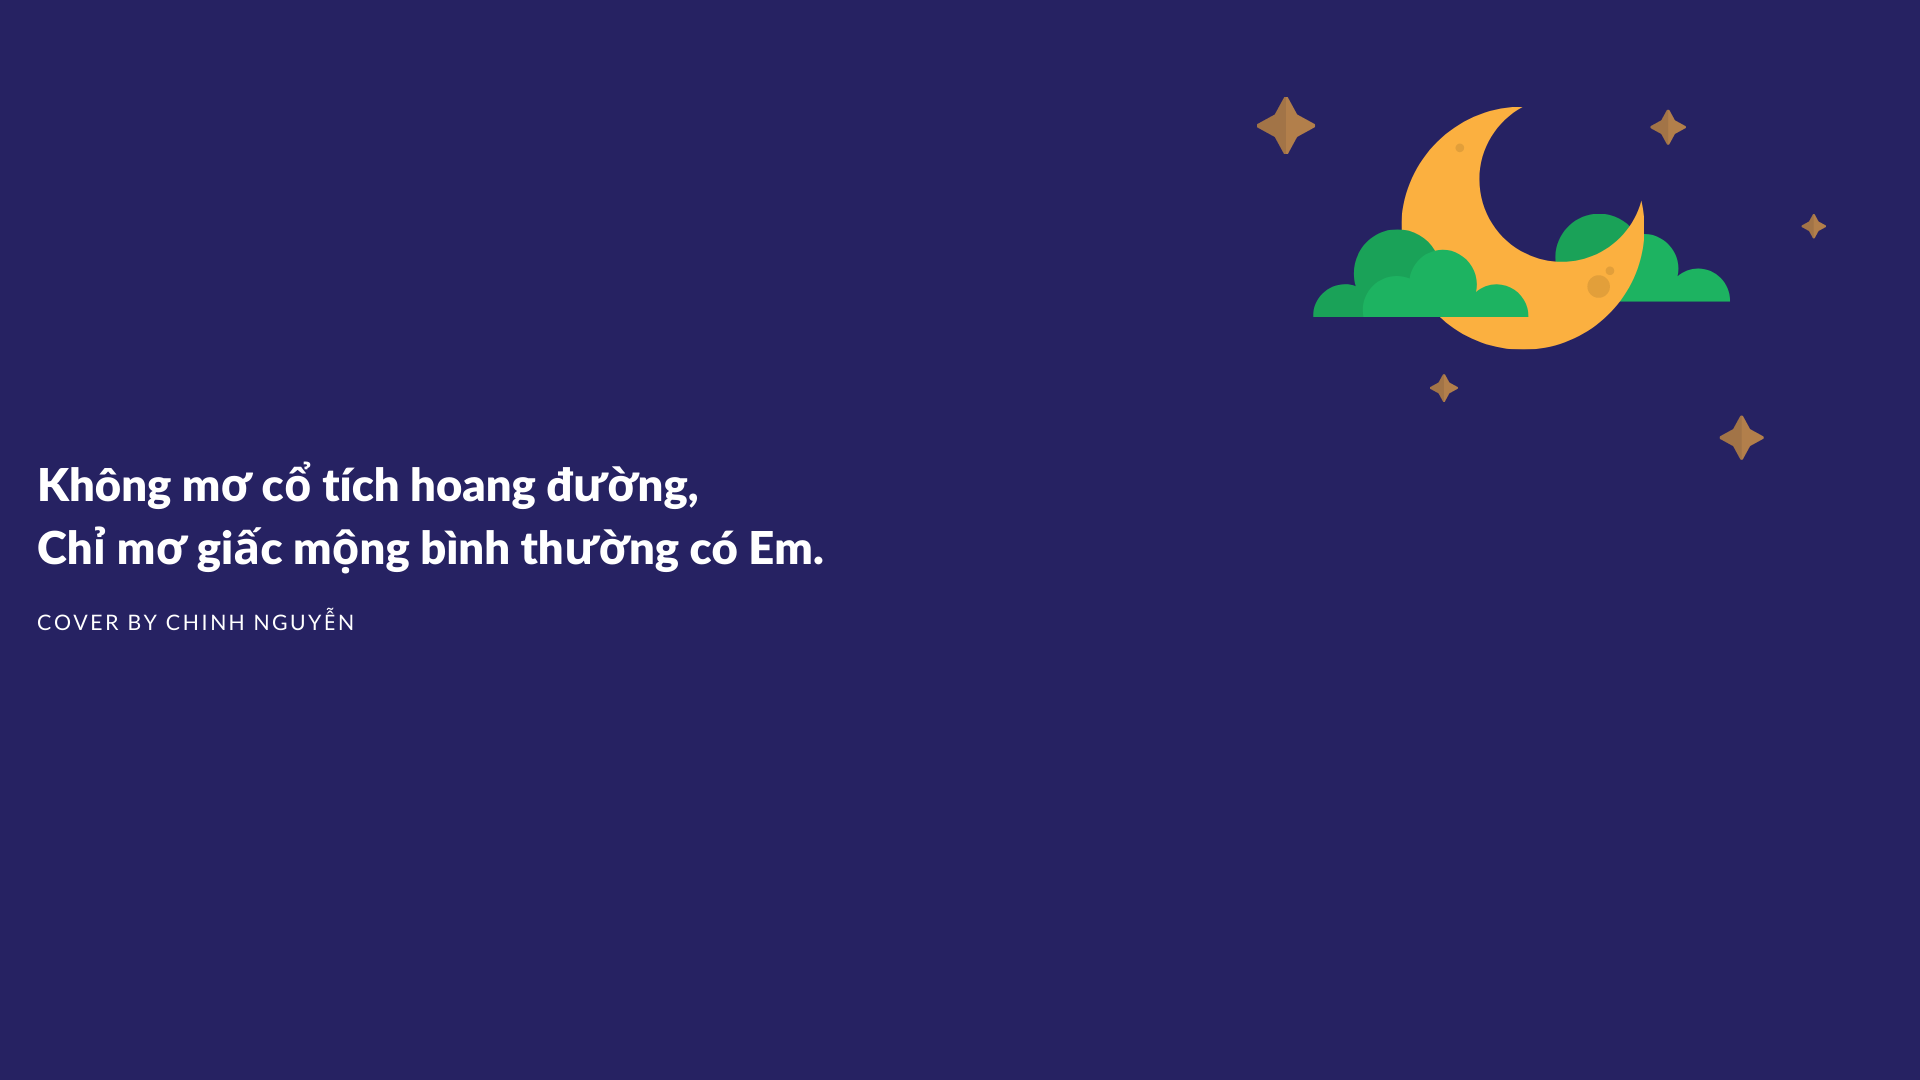 Không mơ cổ tích hoang đường,
Chỉ mơ giấc mộng bình thường có Em.
COVER BY CHINH NGUYỄN